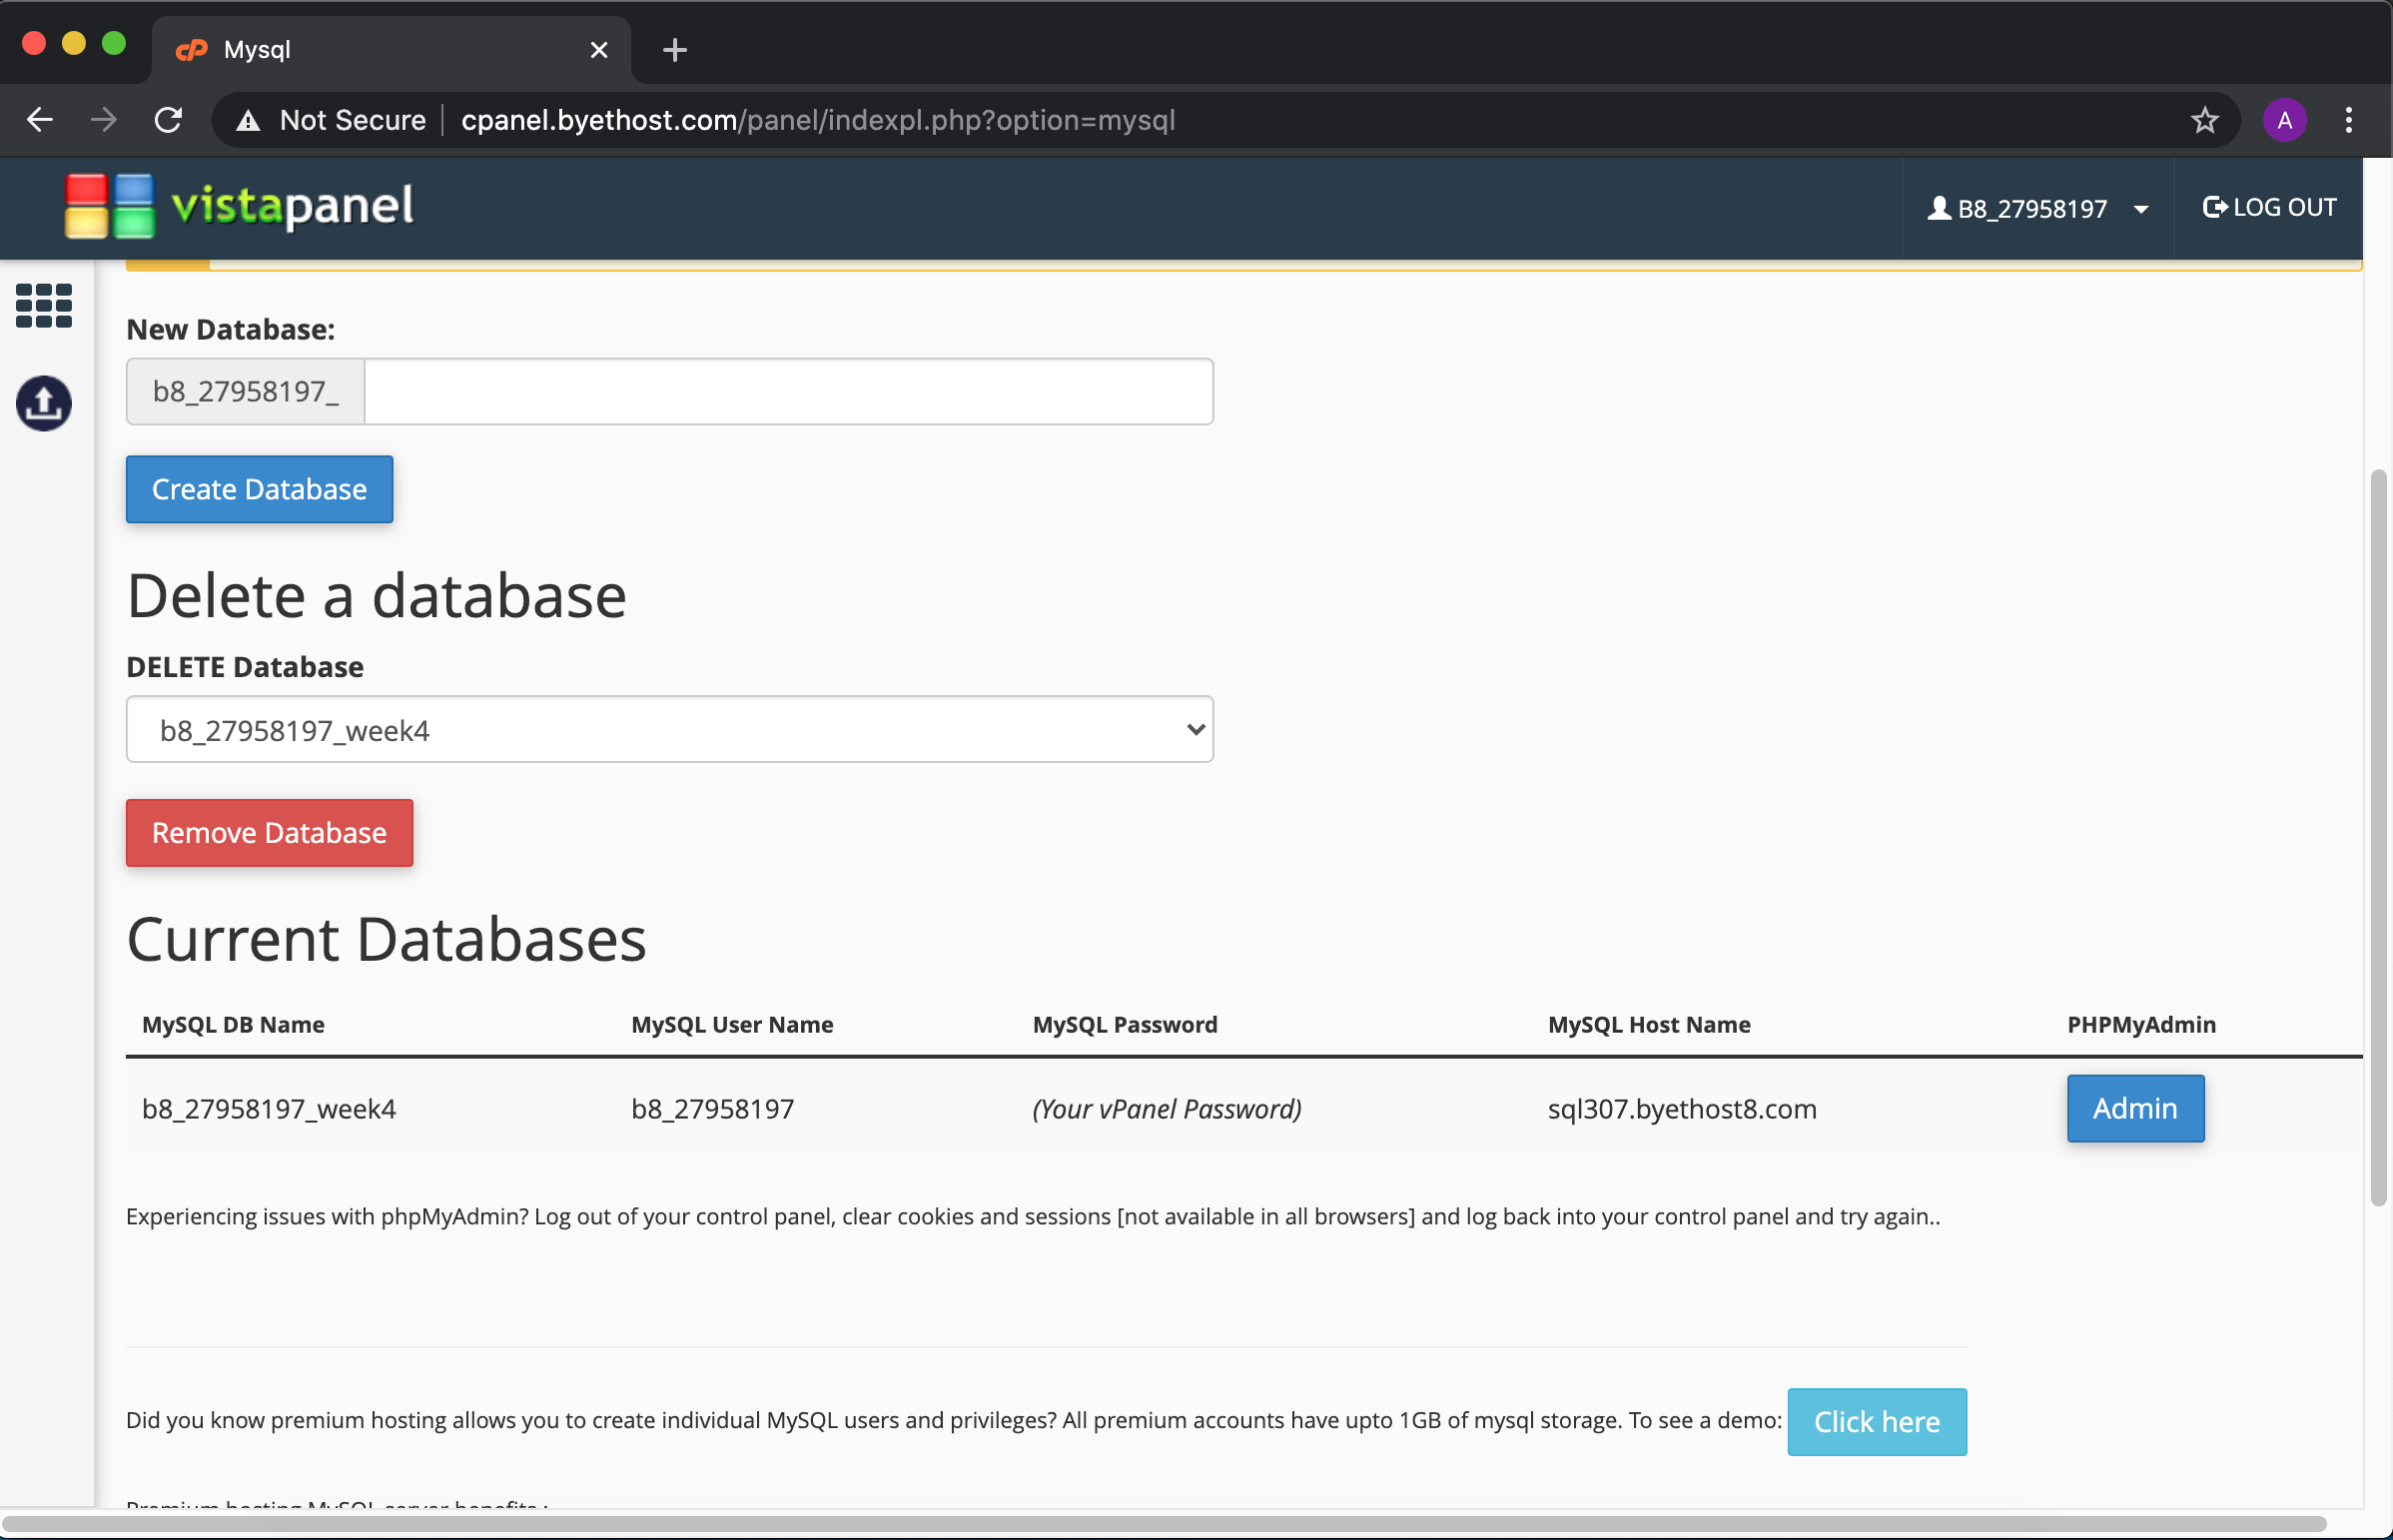 Mysql
Not Secure cpanel.byethost.com/panel/indexpl.php?option=mysql A
vistapanel B8_27958197 LOG OUT
New Database:
b8_27958197_
Create Database
Delete a database
DELETE Database
b8_27958197_week4
Remove Database
Current Databases
MySQL DB Name MySQL User Name MySQL Password MySQL Host Name PHPMyAdmin
b8_27958197_week4 b8_27958197 (Your vPanel Password) sql307.byethost8.com Admin
Experiencing issues with phpMyAdmin? Log out of your control panel, clear cookies and sessions [not available in all browsers] and log back into your control panel and try again..
Did you know premium hosting allows you to create individual MySQL users and privileges? All premium accounts have upto 1GB of mysql storage. To see a demo: Click here
Premium hosting MySQL server benefits :